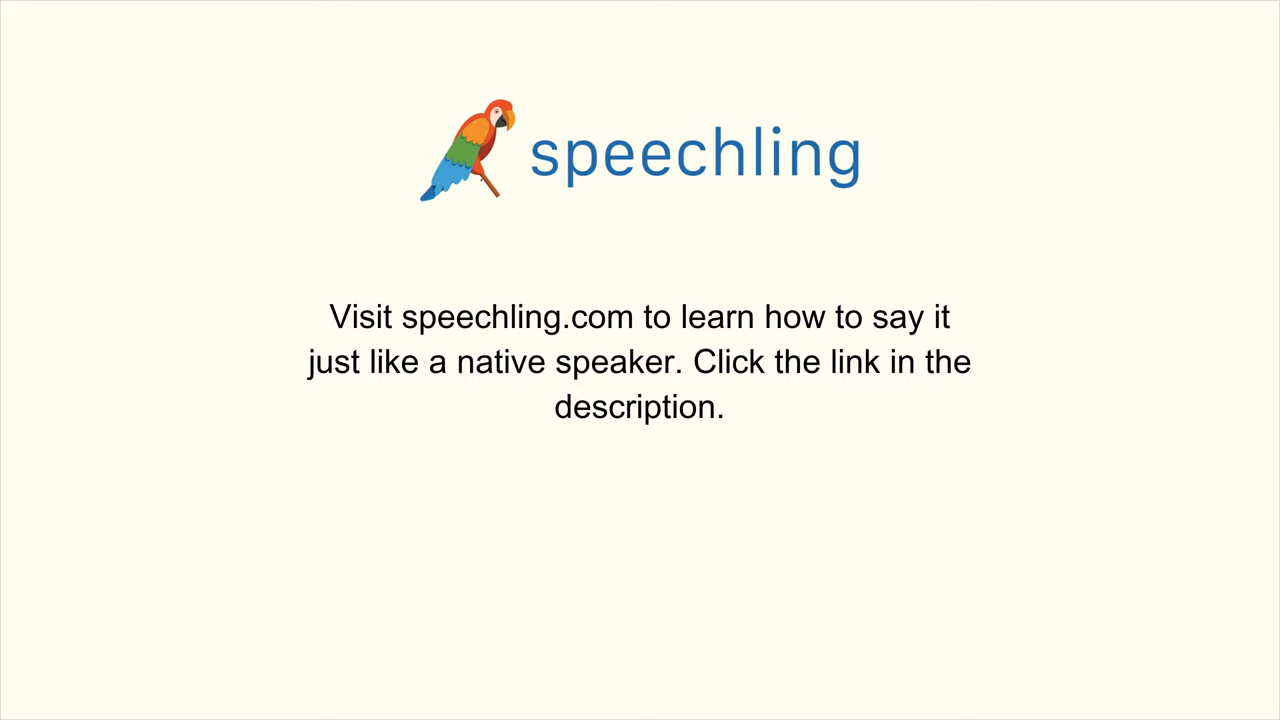 speechling
Visit speechling.com to learn how to say it
just like a native speaker. Click the link in the
description.